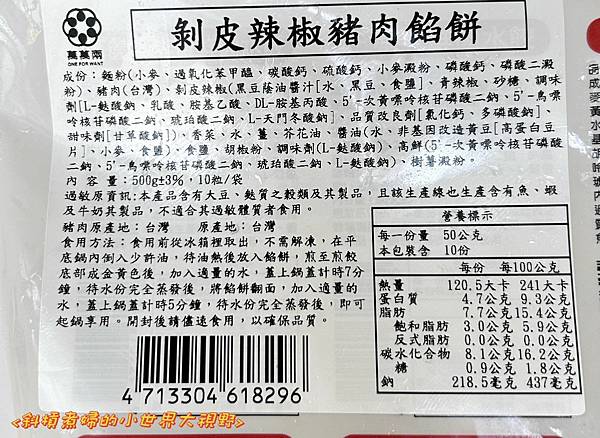 萬萬兩
ONE FOR WANT
剝皮辣椒豬肉餡餅
成份：麵粉(小麥、過氧化苯甲醯、碳酸鈣、硫酸鈣、小麥澱粉、磷酸鈣、磷酸二澱
粉)、豬肉(台灣)、剝皮辣椒(黑豆蔭油醬汁[水、黑豆、食鹽]、青辣椒、砂糖、調味
劑[L-麩酸鈉、乳酸、胺基乙酸、DL-胺基丙酸、5'-次黃嘌呤核苷磷酸二鈉、5'-鳥嘌
呤核苷磷酸二鈉、琥珀酸二鈉、L-天門冬酸鈉]、品質改良劑[氯化鈣、多磷酸鈉]、
甜味劑[甘草酸鈉])、香菜、水、薑、芥花油、醬油(水、非基因改造黃豆[高蛋白豆
片]、小麥、食鹽)、食鹽、胡椒粉、調味劑(L-麩酸鈉)、高鮮(5'-次黃嘌呤核苷磷酸
二鈉、5'-鳥嘌呤核苷磷酸二鈉、琥珀酸二鈉、L-麩酸鈉)、樹薯澱粉。
內 容 量：500g±3%，10粒/袋
過敏原資訊:本產品含有大豆、麩質之穀類及其製品，且該生產線也生產含有魚、蝦
及牛奶其製品，不適合其過敏體質者食用。
豬肉原產地：台灣 原產地：台灣
食用方法：食用前從冰箱裡取出，不需解凍，在平
底鍋內倒入少許油，待油熱後放入餡餅，煎至煎餃
底部成金黃色後，加入適量的水，蓋上鍋蓋計時7分
鐘，待水份完全蒸發後，將餡餅翻面，加入適量的
水，蓋上鍋蓋計時5分鐘，待水份完全蒸發後，即可
起鍋享用。開封後請儘速食用，以確保品質。
營養標示
每一份量 50公克
本包裝含 10份
每份 每100公克
熱量 120.5大卡 241大卡
蛋白質 4.7公克 9.3公克
脂肪 7.7公克 15.4公克
飽和脂肪 3.0公克 5.9公克
反式脂肪 0.0公克 0.0公克
碳水化合物 8.1公克 16.2公克
糖 0.9公克 1.8公克
鈉 218.5毫克 437毫克
4 713304 618296
<斜槓煮婦的小世界大視野>